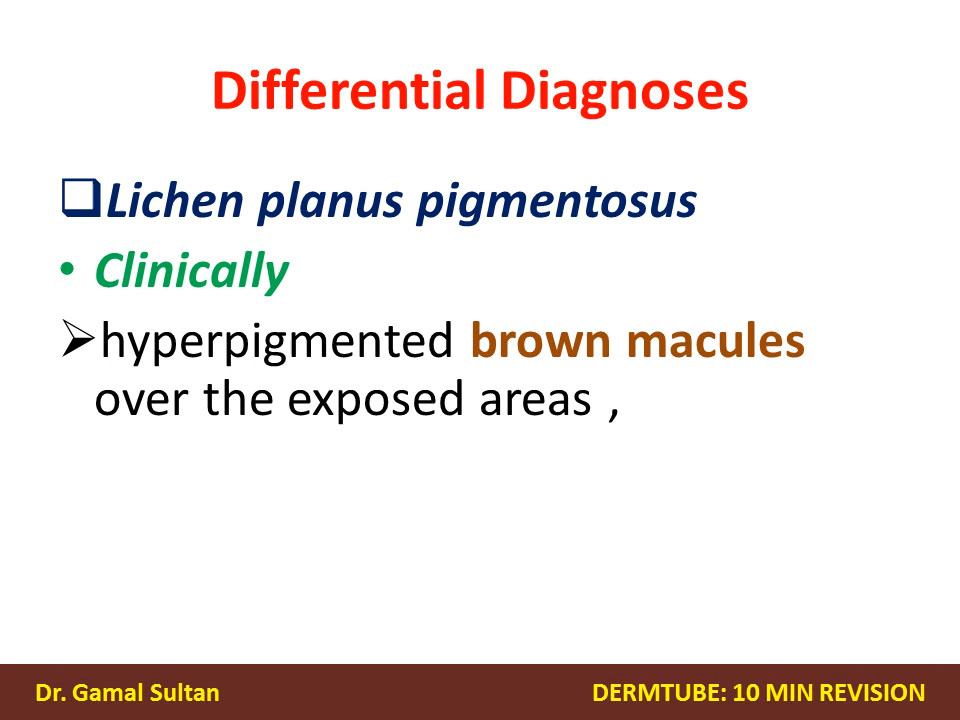 Differential Diagnoses
❑Lichen planus pigmentosus
• Clinically
➢hyperpigmented brown macules
over the exposed areas ,
Dr. Gamal Sultan
DERMTUBE: 10 MIN REVISION